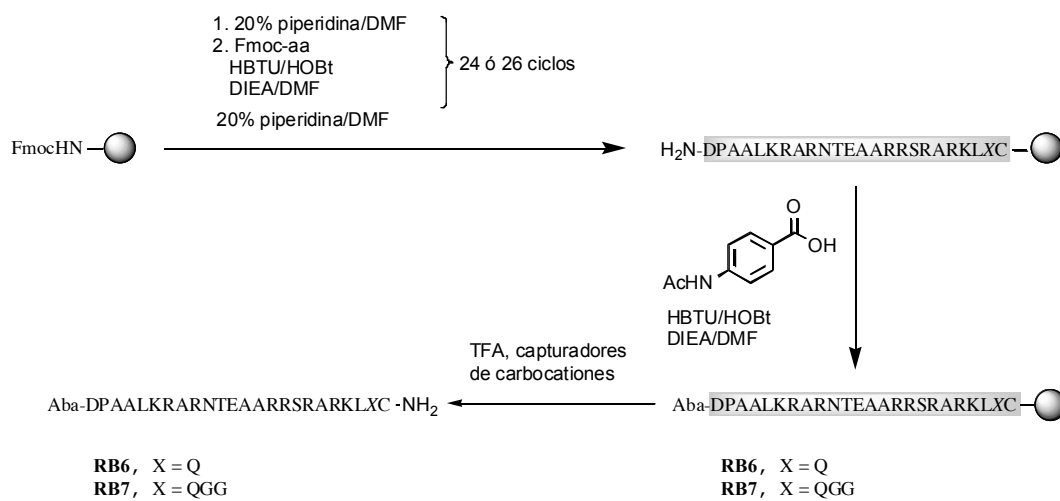 1. 20% piperidina/DMF
2. Fmoc-aa
HBTU/HOBt
DIEA/DMF
24 ó 26 ciclos
20% piperidina/DMF
FmocHN
H2N-DPAALKRARNTEAARRSRARKLXC
O
OH
AcHN
HBTU/HOBt
DIEA/DMF
TFA, capturadores
de carbocationes
Aba-DPAALKRARNTEAARRSRARKLXC-NH2
Aba-DPAALKRARNTEAARRSRARKLXC
RB6, X = Q
RB7, X = QGG
RB6, X = Q
RB7, X = QGG